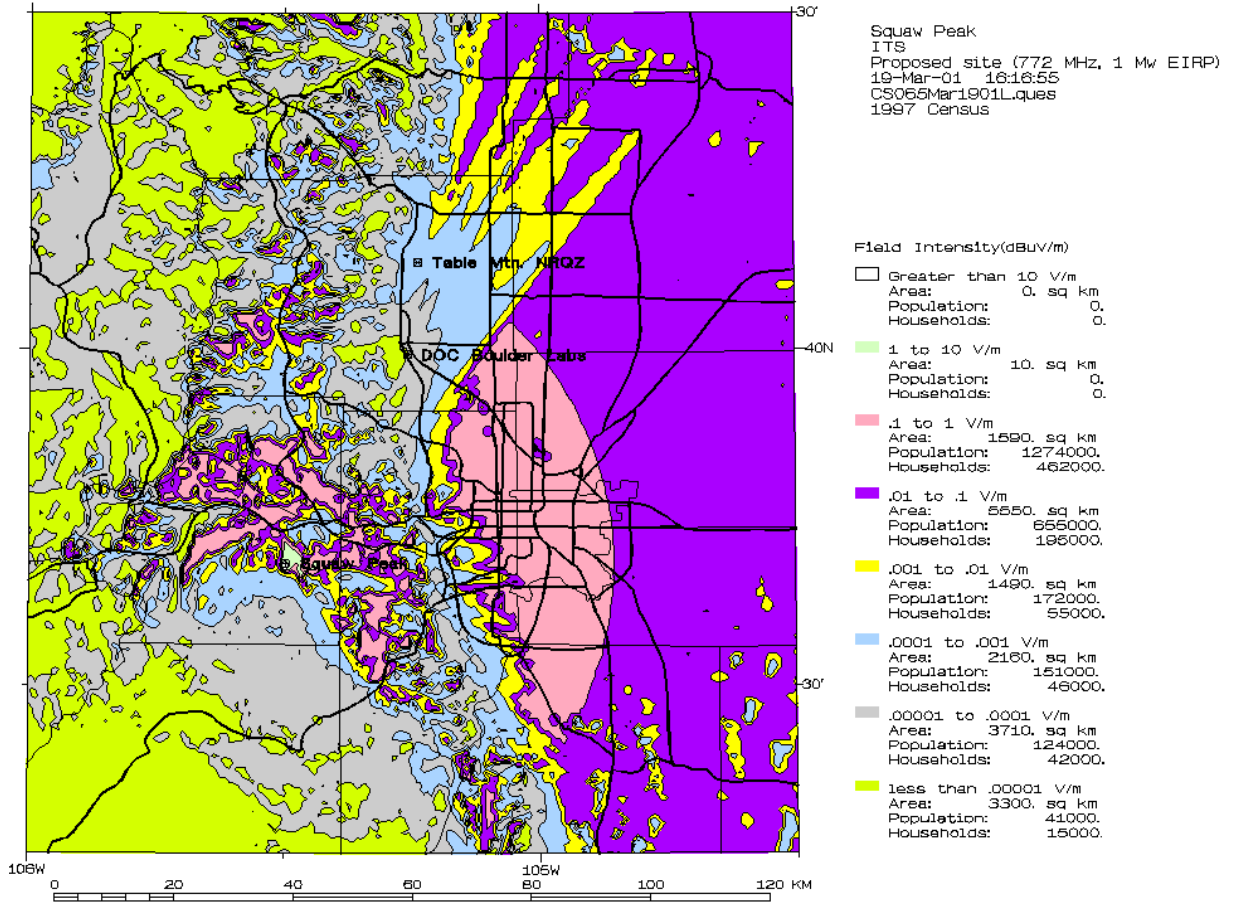 Squaw Peak
ITS
Proposed site (772 MHz, 1 Mw EIRP)
19-Mar-01 16:16:55
CS065Mar1901L.ques
1997 Census
30'
Table Mtn. NRQZ
DOC Boulder Labs
40N
Squaw Peak
30'
106W
105W
0 20 40 60 80 100 120 KM
Field Intensity(dBuV/m)
Greater than 10 V/m
Area: 0. sq km
Population: 0.
Households: 0.
1 to 10 V/m
Area: 10. sq km
Population: 0.
Households: 0.
.1 to 1 V/m
Area: 1590. sq km
Population: 1274000.
Households: 462000.
.01 to .1 V/m
Area: 5550. sq km
Population: 655000.
Households: 195000.
.001 to .01 V/m
Area: 1490. sq km
Population: 172000.
Households: 55000.
.0001 to .001 V/m
Area: 2160. sq km
Population: 151000.
Households: 46000.
.00001 to .0001 V/m
Area: 3710. sq km
Population: 124000.
Households: 42000.
less than .00001 V/m
Area: 3300. sq km
Population: 41000.
Households: 15000.